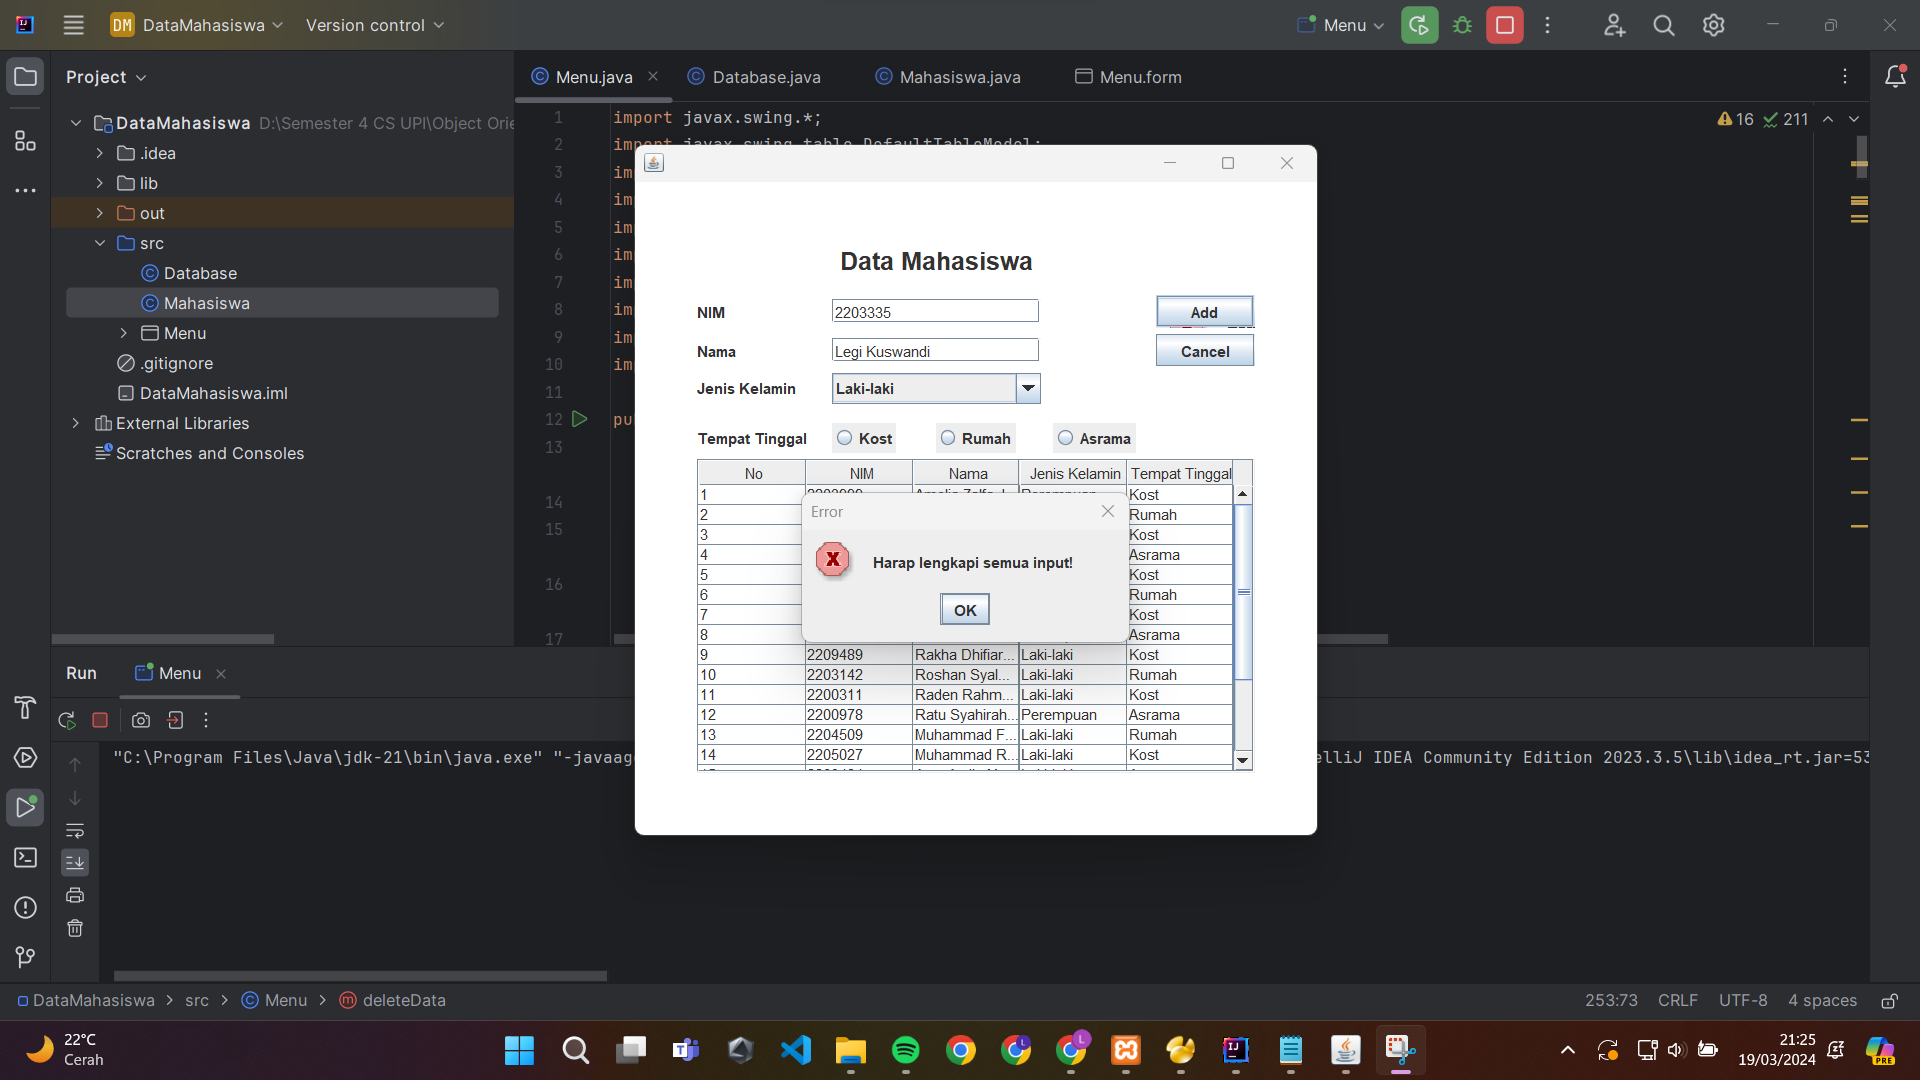 DM DataMahasiswa Version control Menu
Project
Menu.java Database.java Mahasiswa.java Menu.form
DataMahasiswa D:\Semester 4 CS UPI\Object Orie
.idea
lib
out
src
Database
Mahasiswa
Menu
.gitignore
DataMahasiswa.iml
External Libraries
Scratches and Consoles
1 import javax.swing.*;
2 import javax.swing.table.DefaultTableModel;
3 im
4 im
5 im
6 im
7 im
8 im
9 im
10 im
11
12 pu
13
14
15
16
17
16 211
Data Mahasiswa
NIM 2203335 Add
Nama Legi Kuswandi Cancel
Jenis Kelamin Laki-laki
Tempat Tinggal Kost Rumah Asrama
No NIM Nama Jenis Kelamin Tempat Tinggal
1 Kost
2 Rumah
3 Kost
4 Asrama
5 Kost
6 Rumah
7 Kost
8 Asrama
9 2209489 Rakha Dhifiar... Laki-laki Kost
10 2203142 Roshan Syal... Laki-laki Rumah
11 2200311 Raden Rahm... Laki-laki Kost
12 2200978 Ratu Syahirah... Perempuan Asrama
13 2204509 Muhammad F... Laki-laki Rumah
14 2205027 Muhammad R... Laki-laki Kost
Error
Harap lengkapi semua input!
OK
Run Menu
"C:\Program Files\Java\jdk-21\bin\java.exe" "-javaag elliJ IDEA Community Edition 2023.3.5\lib\idea_rt.jar=53
DataMahasiswa > src > Menu > deleteData
253:73 CRLF UTF-8 4 spaces
22°C
Cerah
21:25
19/03/2024
PRE